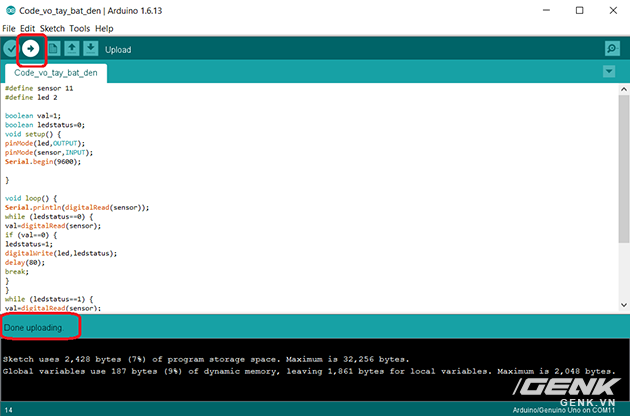 Code_vo_tay_bat_den | Arduino 1.6.13
File Edit Sketch Tools Help
Upload
Code_vo_tay_bat_den
#define sensor 11
#define led 2
boolean val=1;
boolean ledstatus=0;
void setup() {
pinMode(led,OUTPUT);
pinMode(sensor,INPUT);
Serial.begin(9600);
}
void loop() {
Serial.println(digitalRead(sensor));
while (ledstatus==0) {
val=digitalRead(sensor);
if (val==0) {
ledstatus=1;
digitalWrite(led,ledstatus);
delay(80);
break;
}
}
while (ledstatus==1) {
val=digitalRead(sensor);
Done uploading.
Sketch uses 2,428 bytes (7%) of program storage space. Maximum is 32,256 bytes.
Global variables use 187 bytes (9%) of dynamic memory, leaving 1,861 bytes for local variables. Maximum is 2,048 bytes.
GENK
GENK.VN
14
Arduino/Genuino Uno on COM11